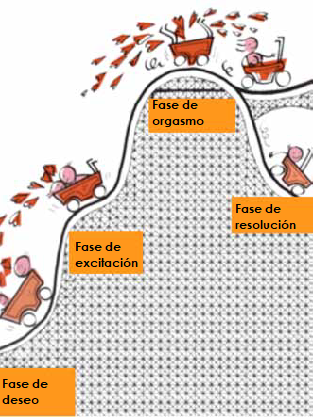 Fase de
orgasmo
Fase de
resolución
Fase de
excitación
Fase de
deseo